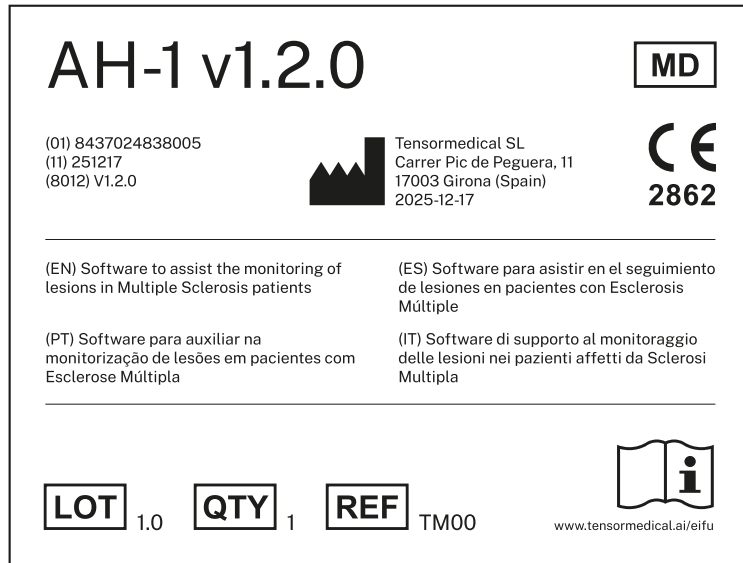 AH-1 v1.2.0
MD
(01) 8437024838005
(11) 251217
(8012) V1.2.0
Tensormedical SL
Carrer Pic de Peguera, 11
17003 Girona (Spain)
2025-12-17
CE
2862
(EN) Software to assist the monitoring of
lesions in Multiple Sclerosis patients
(ES) Software para asistir en el seguimiento
de lesiones en pacientes con Esclerosis
Múltiple
(PT) Software para auxiliar na
monitorização de lesões em pacientes com
Esclerose Múltipla
(IT) Software di supporto al monitoraggio
delle lesioni nei pazienti affetti da Sclerosi
Multipla
LOT 1.0
QTY 1
REF TM00
i
www.tensormedical.ai/eifu